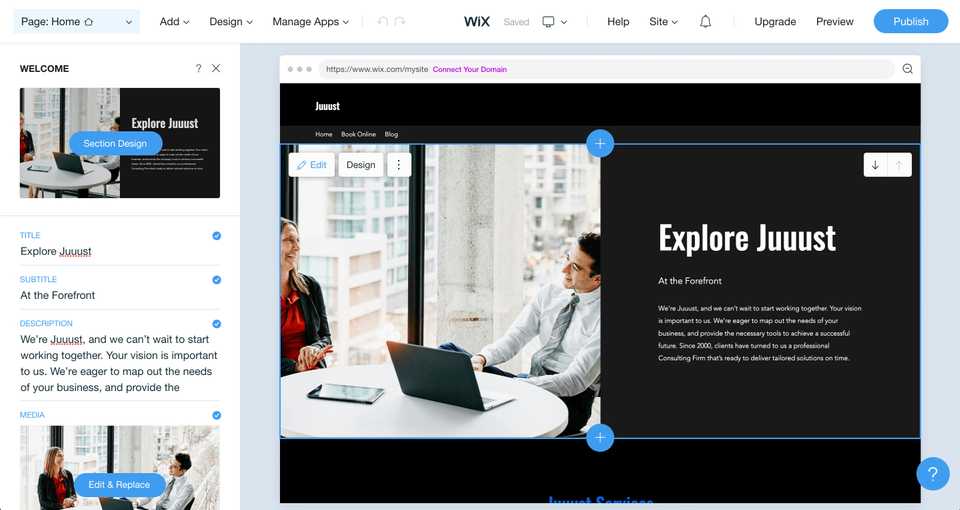 Page: Home
Add
Design
Manage Apps
WiX
Saved
Help
Site
Upgrade
Preview
Publish
WELCOME
?
Explore Juuust
Section Design
TITLE
Explore Juuust
SUBTITLE
At the Forefront
DESCRIPTION
We're Juuust, and we can't wait to start
working together. Your vision is important
to us. We're eager to map out the needs
of your business, and provide the
MEDIA
Edit & Replace
https://www.wix.com/mysite Connect Your Domain
Juuust
Home Book Online Blog
Edit
Design
Explore Juuust
At the Forefront
We're Juuust, and we can't wait to start working together. Your vision
is important to us. We're eager to map out the needs of your
business, and provide the necessary tools to achieve a successful
future. Since 2000, clients have turned to us a professional
Consulting Firm that's ready to deliver tailored solutions on time.
Juuust Services
?